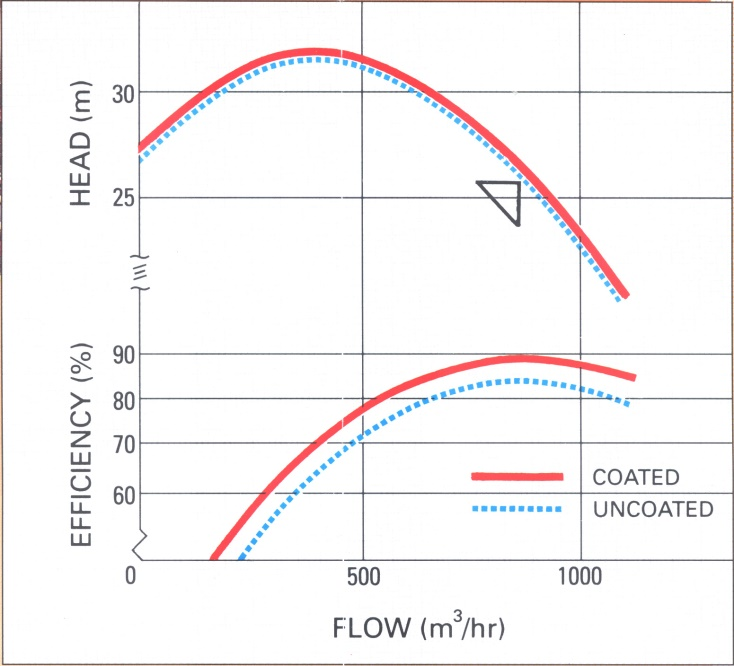 HEAD (m)
30
25
EFFICIENCY (%)
90
80
70
60
COATED
UNCOATED
0
500
1000
FLOW (m³/hr)